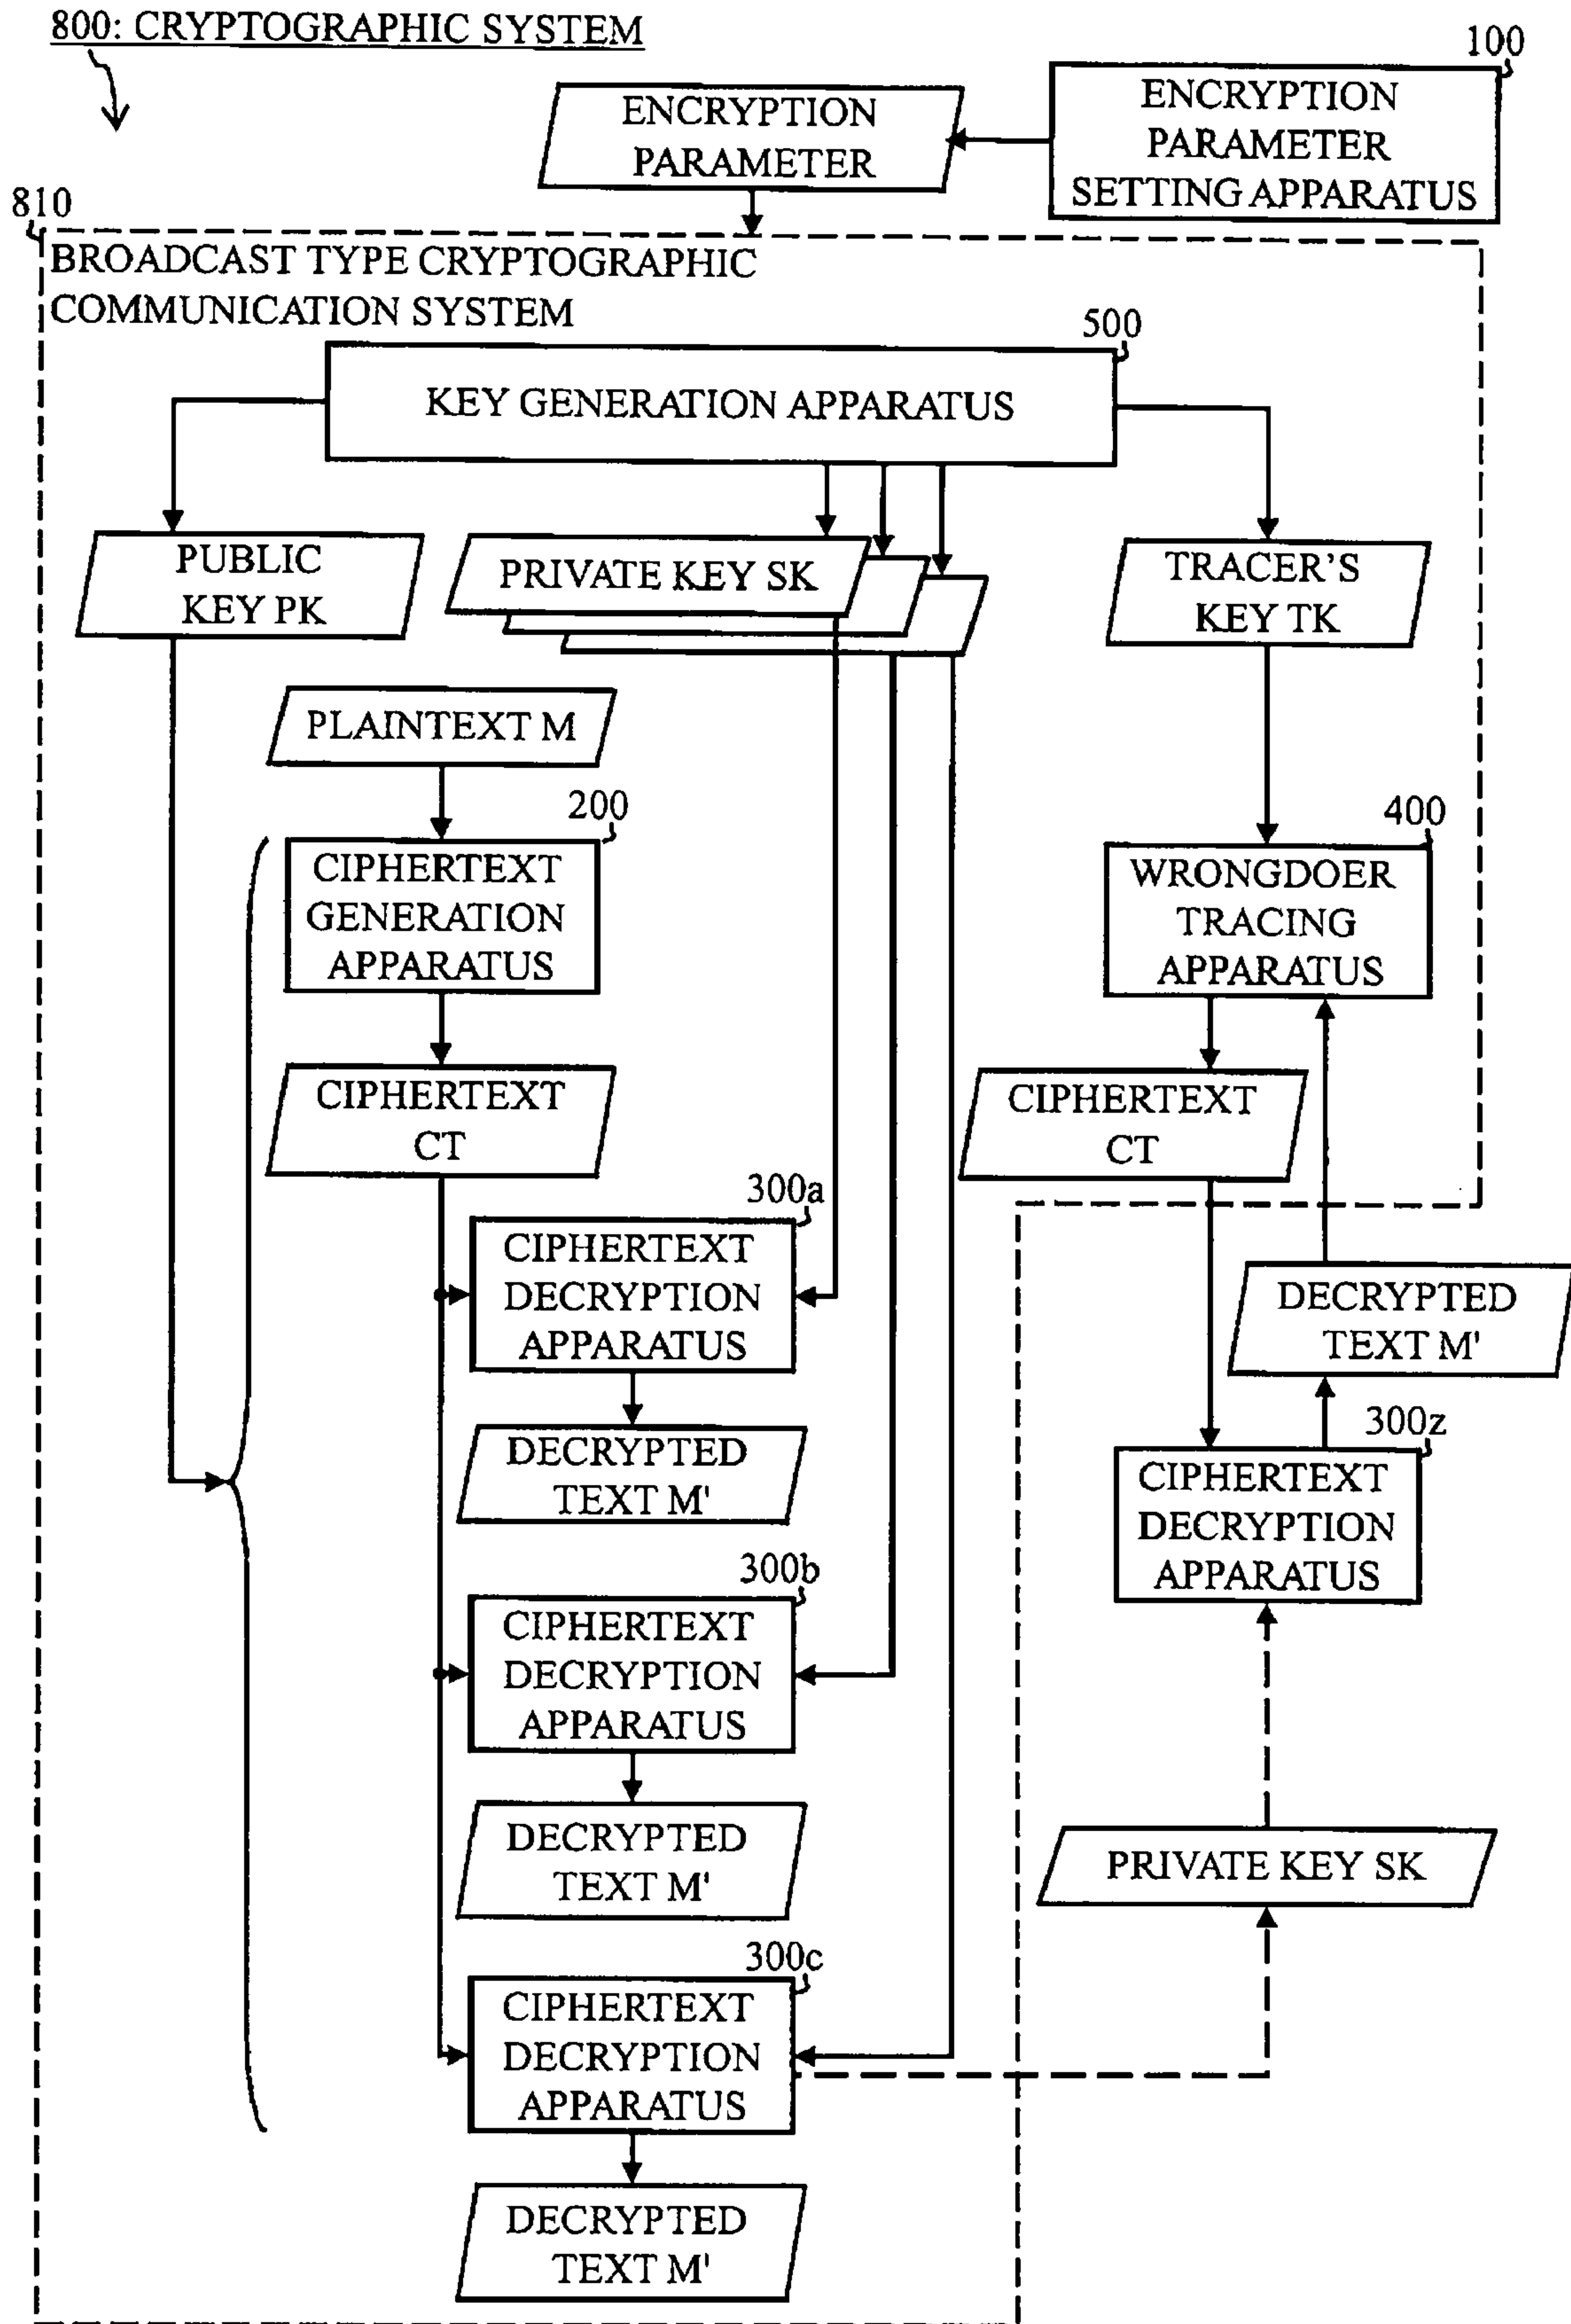 800: CRYPTOGRAPHIC SYSTEM
100
ENCRYPTION
PARAMETER
ENCRYPTION
PARAMETER
SETTING APPARATUS
810
BROADCAST TYPE CRYPTOGRAPHIC
COMMUNICATION SYSTEM
500
KEY GENERATION APPARATUS
PUBLIC
KEY PK
PRIVATE KEY SK
TRACER'S
KEY TK
PLAINTEXT M
200
CIPHERTEXT
GENERATION
APPARATUS
400
WRONGDOER
TRACING
APPARATUS
CIPHERTEXT
CT
CIPHERTEXT
CT
300a
CIPHERTEXT
DECRYPTION
APPARATUS
DECRYPTED
TEXT M'
DECRYPTED
TEXT M'
300z
CIPHERTEXT
DECRYPTION
APPARATUS
300b
CIPHERTEXT
DECRYPTION
APPARATUS
DECRYPTED
TEXT M'
PRIVATE KEY SK
300c
CIPHERTEXT
DECRYPTION
APPARATUS
DECRYPTED
TEXT M'